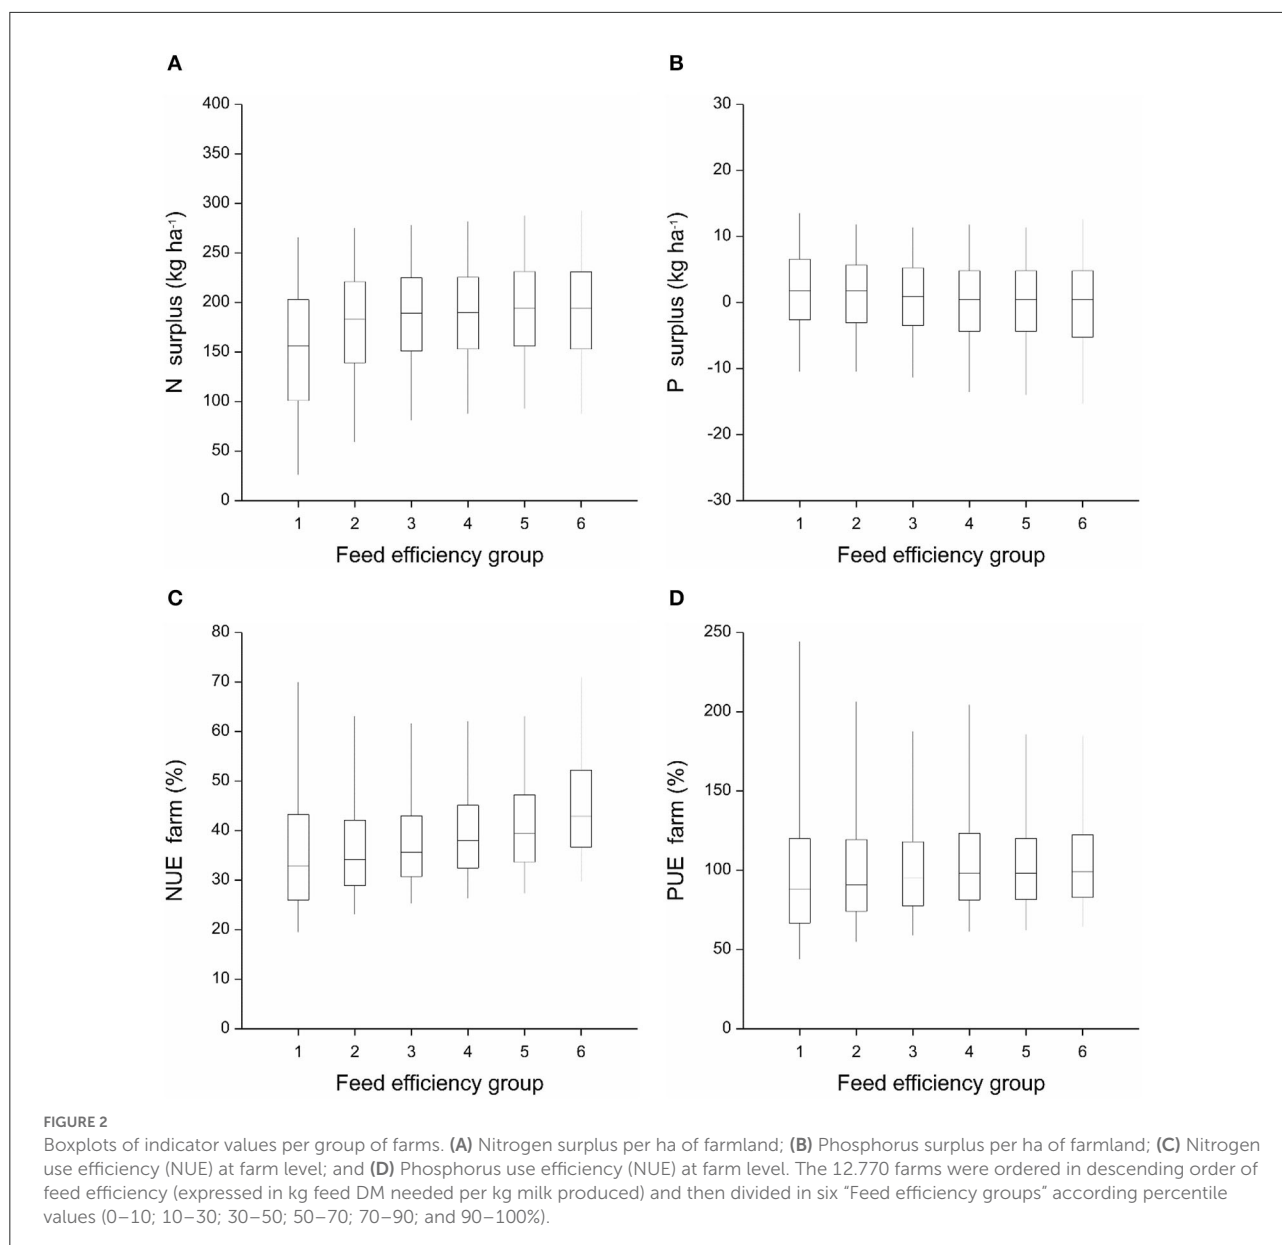 A
400
350
300
250
200
150
100
50
0
N surplus (kg ha⁻¹)
1 2 3 4 5 6
Feed efficiency group
B
30
20
10
0
-10
-20
-30
P surplus (kg ha⁻¹)
1 2 3 4 5 6
Feed efficiency group
C
80
70
60
50
40
30
20
10
0
NUE farm (%)
1 2 3 4 5 6
Feed efficiency group
D
250
200
150
100
50
0
PUE farm (%)
1 2 3 4 5 6
Feed efficiency group
FIGURE 2
Boxplots of indicator values per group of farms. (A) Nitrogen surplus per ha of farmland; (B) Phosphorus surplus per ha of farmland; (C) Nitrogen
use efficiency (NUE) at farm level; and (D) Phosphorus use efficiency (NUE) at farm level. The 12.770 farms were ordered in descending order of
feed efficiency (expressed in kg feed DM needed per kg milk produced) and then divided in six “Feed efficiency groups” according percentile
values (0–10; 10–30; 30–50; 50–70; 70–90; and 90–100%).